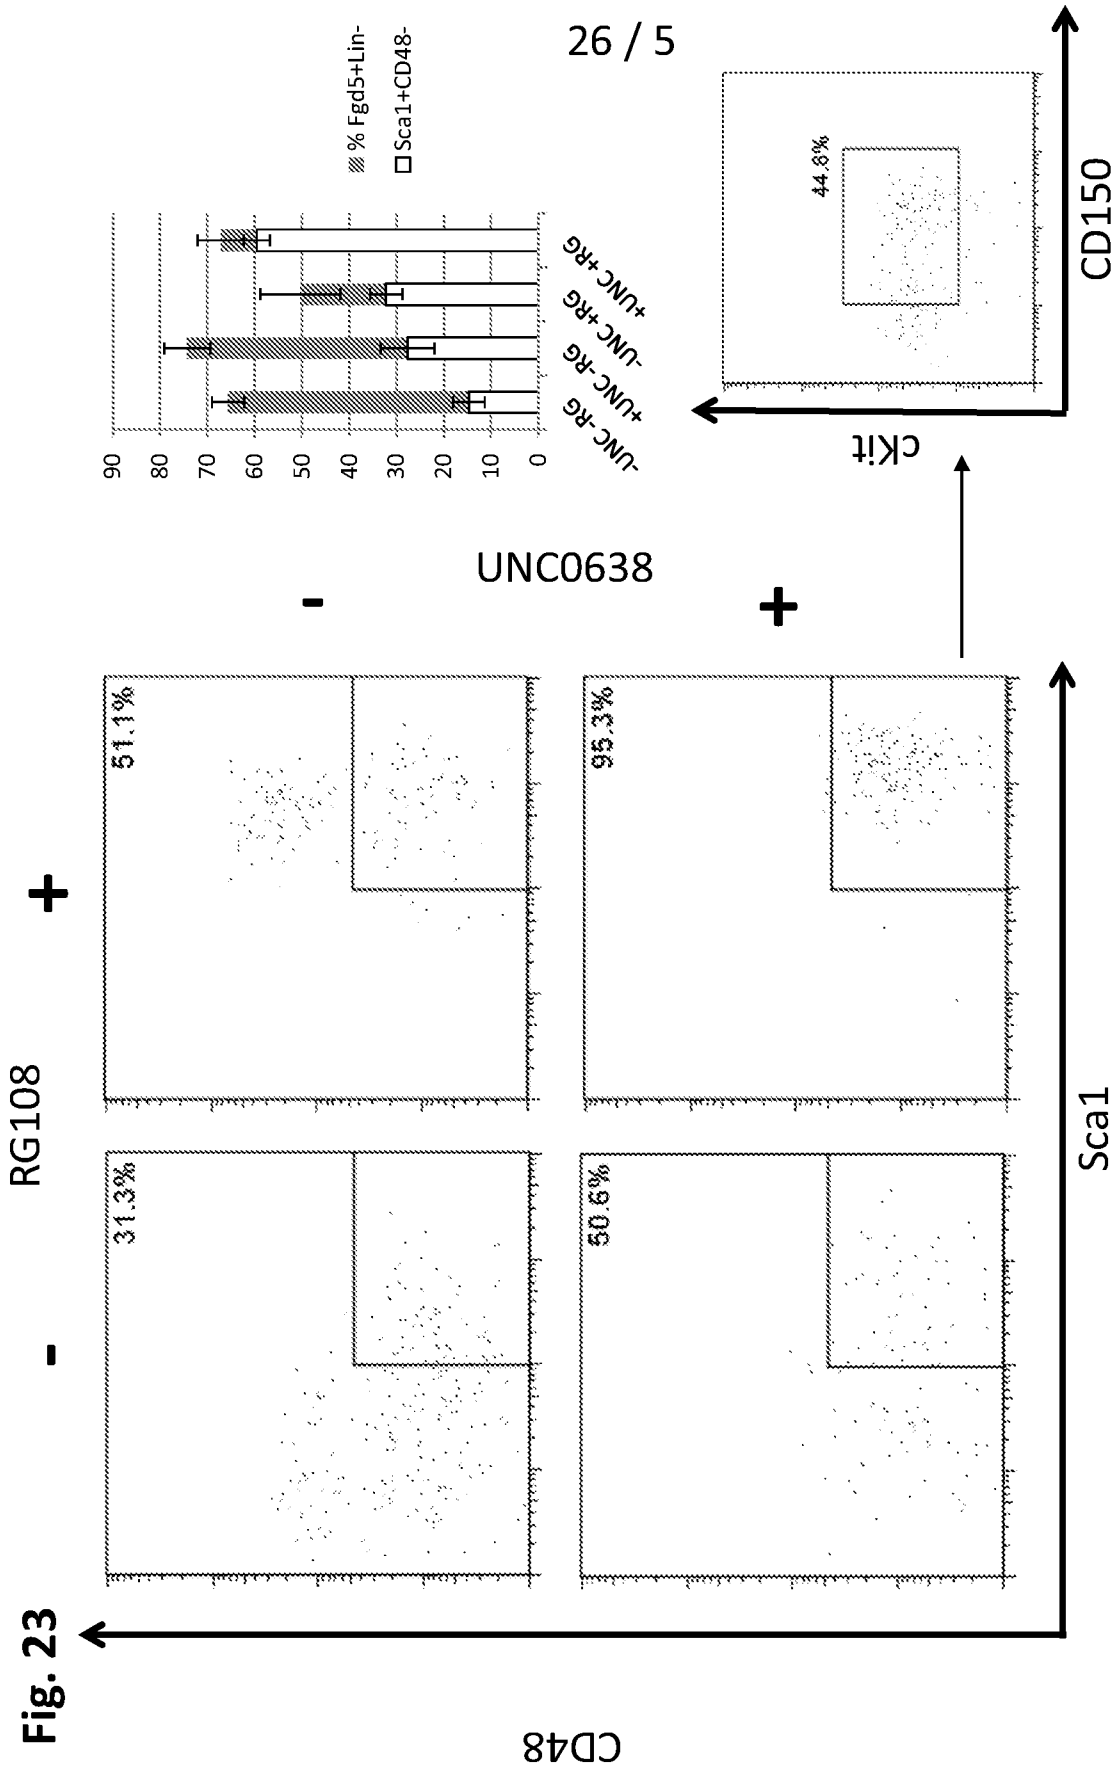 Fig. 23
RG108
-
+
CD48
31.3%
51.1%
50.6%
95.3%
Sca1
UNC0638
-
+
90
80
70
60
50
40
30
20
10
0
-UNC-RG
+UNC-RG
-UNC+RG
+UNC+RG
% Fgd5+Lin-
Sca1+CD48-
26 / 5
cKit
44.8%
CD150